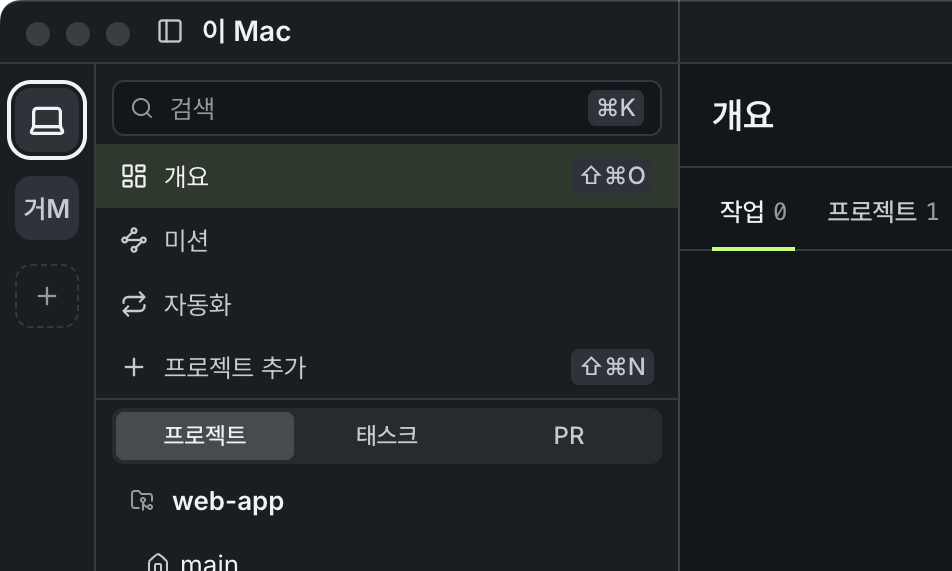 이 Mac
검색 ⌘K
개요 ⇧⌘O
거M
미션
자동화
프로젝트 추가 ⇧⌘N
프로젝트 태스크 PR
web-app
main
개요
작업 0 프로젝트 1